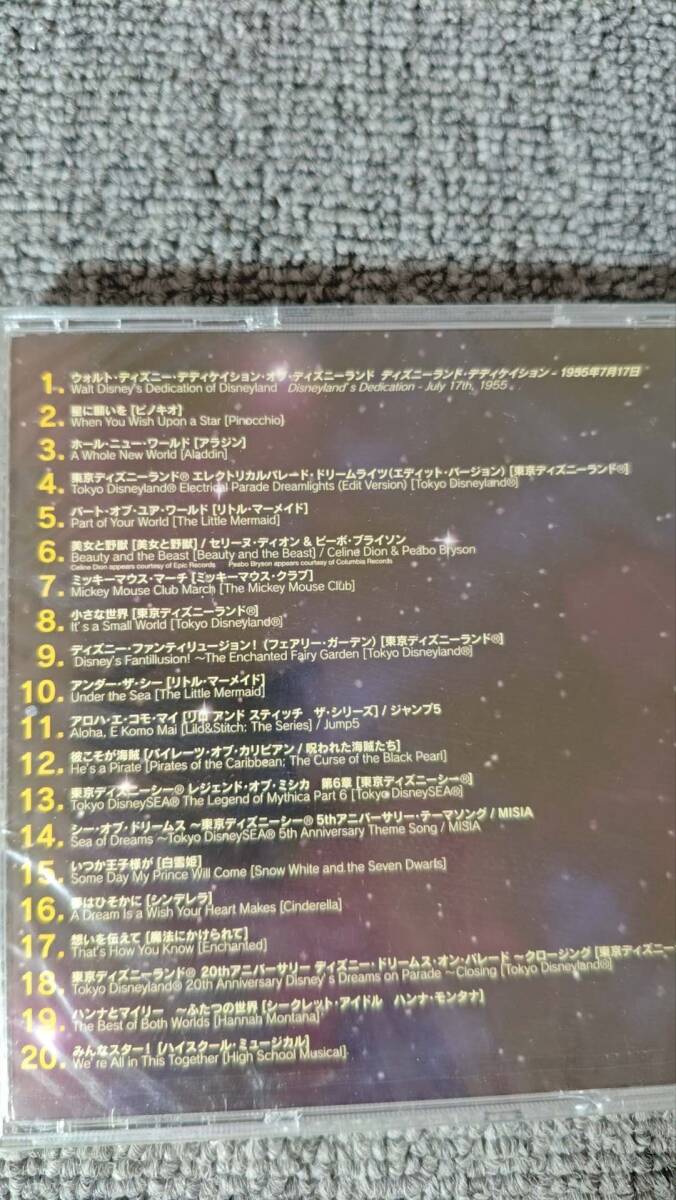 1. ウォルト・ディズニー・デディケイション・オブ・ディズニーランド ディズニーランド・デディケイション - 1955年7月17日
Walt Disney's Dedication of Disneyland Disneyland's Dedication - July 17th, 1955
2. 星に願いを [ピノキオ]
When You Wish Upon a Star [Pinocchio]
3. ホール・ニュー・ワールド [アラジン]
A Whole New World [Aladdin]
4. 東京ディズニーランド® エレクトリカルパレード・ドリームライツ(エディット・バージョン) [東京ディズニーランド®]
Tokyo Disneyland® Electrical Parade Dreamlights (Edit Version) [Tokyo Disneyland®]
5. パート・オブ・ユア・ワールド [リトル・マーメイド]
Part of Your World [The Little Mermaid]
6. 美女と野獣 [美女と野獣] / セリーヌ・ディオン & ピーボ・ブライソン
Beauty and the Beast [Beauty and the Beast] / Celine Dion & Peabo Bryson
Celine Dion appears courtesy of Epic Records Peabo Bryson appears courtesy of Columbia Records
7. ミッキーマウス・マーチ [ミッキーマウス・クラブ]
Mickey Mouse Club March [The Mickey Mouse Club]
8. 小さな世界 [東京ディズニーランド®]
It's a Small World [Tokyo Disneyland®]
9. ディズニー・ファンティリュージョン! (フェアリー・ガーデン) [東京ディズニーランド®]
Disney's Fantillusion! ~The Enchanted Fairy Garden [Tokyo Disneyland®]
10. アンダー・ザ・シー [リトル・マーメイド]
Under the Sea [The Little Mermaid]
11. アロハ・エ・コモ・マイ [リロ アンド スティッチ ザ・シリーズ] / ジャンプ5
Aloha, E Komo Mai [Lilo&Stitch: The Series] / Jump5
12. 彼こそが海賊 [パイレーツ・オブ・カリビアン / 呪われた海賊たち]
He's a Pirate [Pirates of the Caribbean; The Curse of the Black Pearl]
13. 東京ディズニーシー® レジェンド・オブ・ミシカ 第6章 [東京ディズニーシー®]
Tokyo DisneySEA® The Legend of Mythica Part 6 [Tokyo DisneySEA®]
14. シー・オブ・ドリームス ~東京ディズニーシー® 5thアニバーサリー・テーマソング / MISIA
Sea of Dreams ~Tokyo DisneySEA® 5th Anniversary Theme Song / MISIA
15. いつか王子様が [白雪姫]
Some Day My Prince Will Come [Snow White and the Seven Dwarfs]
16. 夢はひそかに [シンデレラ]
A Dream Is a Wish Your Heart Makes [Cinderella]
17. 想いを伝えて [魔法にかけられて]
That's How You Know [Enchanted]
18. 東京ディズニーランド® 20thアニバーサリー ディズニー・ドリームス・オン・パレード ~クロージング [東京ディズニー
Tokyo Disneyland® 20th Anniversary Disney's Dreams on Parade ~Closing [Tokyo Disneyland®]
19. ハンナとマイリー ~ふたつの世界 [シークレット・アイドル ハンナ・モンタナ]
The Best of Both Worlds [Hannah Montana]
20. みんなスター! [ハイスクール・ミュージカル]
We're All in This Together [High School Musical]